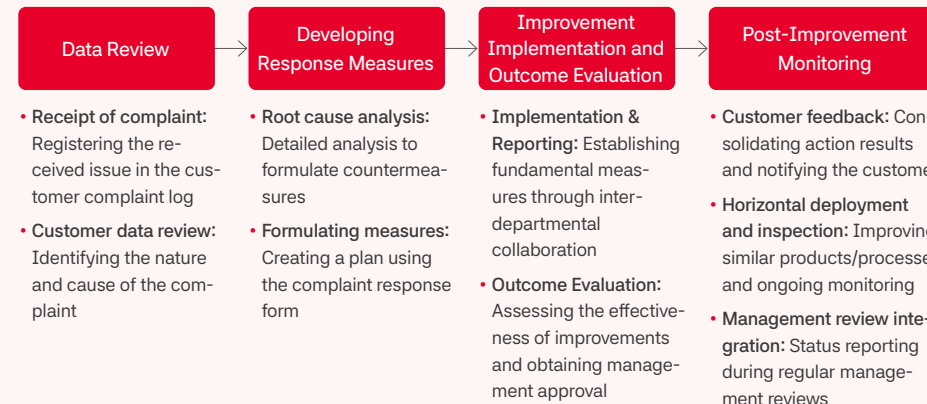 Data Review
• Receipt of complaint:
Registering the re-
ceived issue in the cus-
tomer complaint log
• Customer data review:
Identifying the nature
and cause of the com-
plaint
Developing
Response Measures
• Root cause analysis:
Detailed analysis to
formulate countermea-
sures
• Formulating measures:
Creating a plan using
the complaint response
form
Improvement
Implementation and
Outcome Evaluation
• Implementation &
Reporting: Establishing
fundamental meas-
ures through inter-
departmental
collaboration
• Outcome Evaluation:
Assessing the effective-
ness of improvements
and obtaining manage-
ment approval
Post-Improvement
Monitoring
• Customer feedback: Con
solidating action results
and notifying the custome
• Horizontal deployment
and inspection: Improving
similar products/processe
and ongoing monitoring
• Management review inte-
gration: Status reporting
during regular manage-
ment reviews